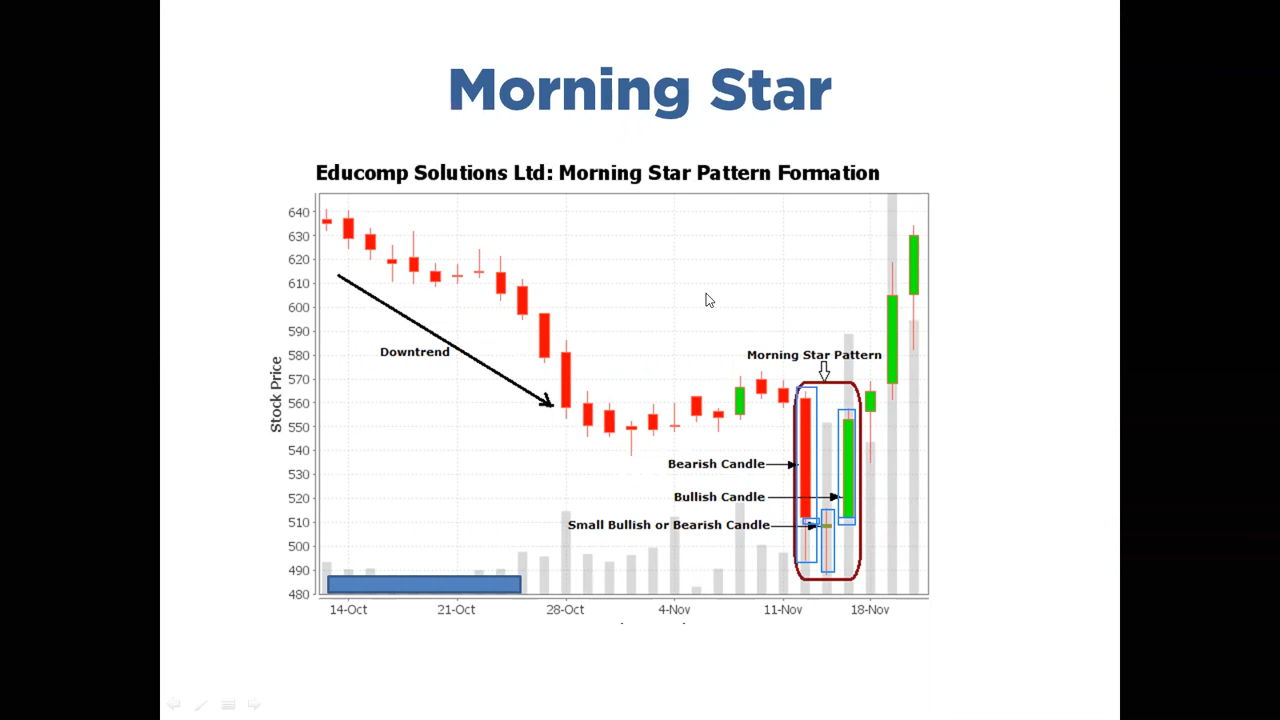 Morning Star
Educomp Solutions Ltd: Morning Star Pattern Formation
640
630
620
610
600
590
580
570
560
550
540
530
520
510
500
490
480
Stock Price
Downtrend
Morning Star Pattern
Bearish Candle
Bullish Candle
Small Bullish or Bearish Candle
14-Oct
21-Oct
28-Oct
4-Nov
11-Nov
18-Nov